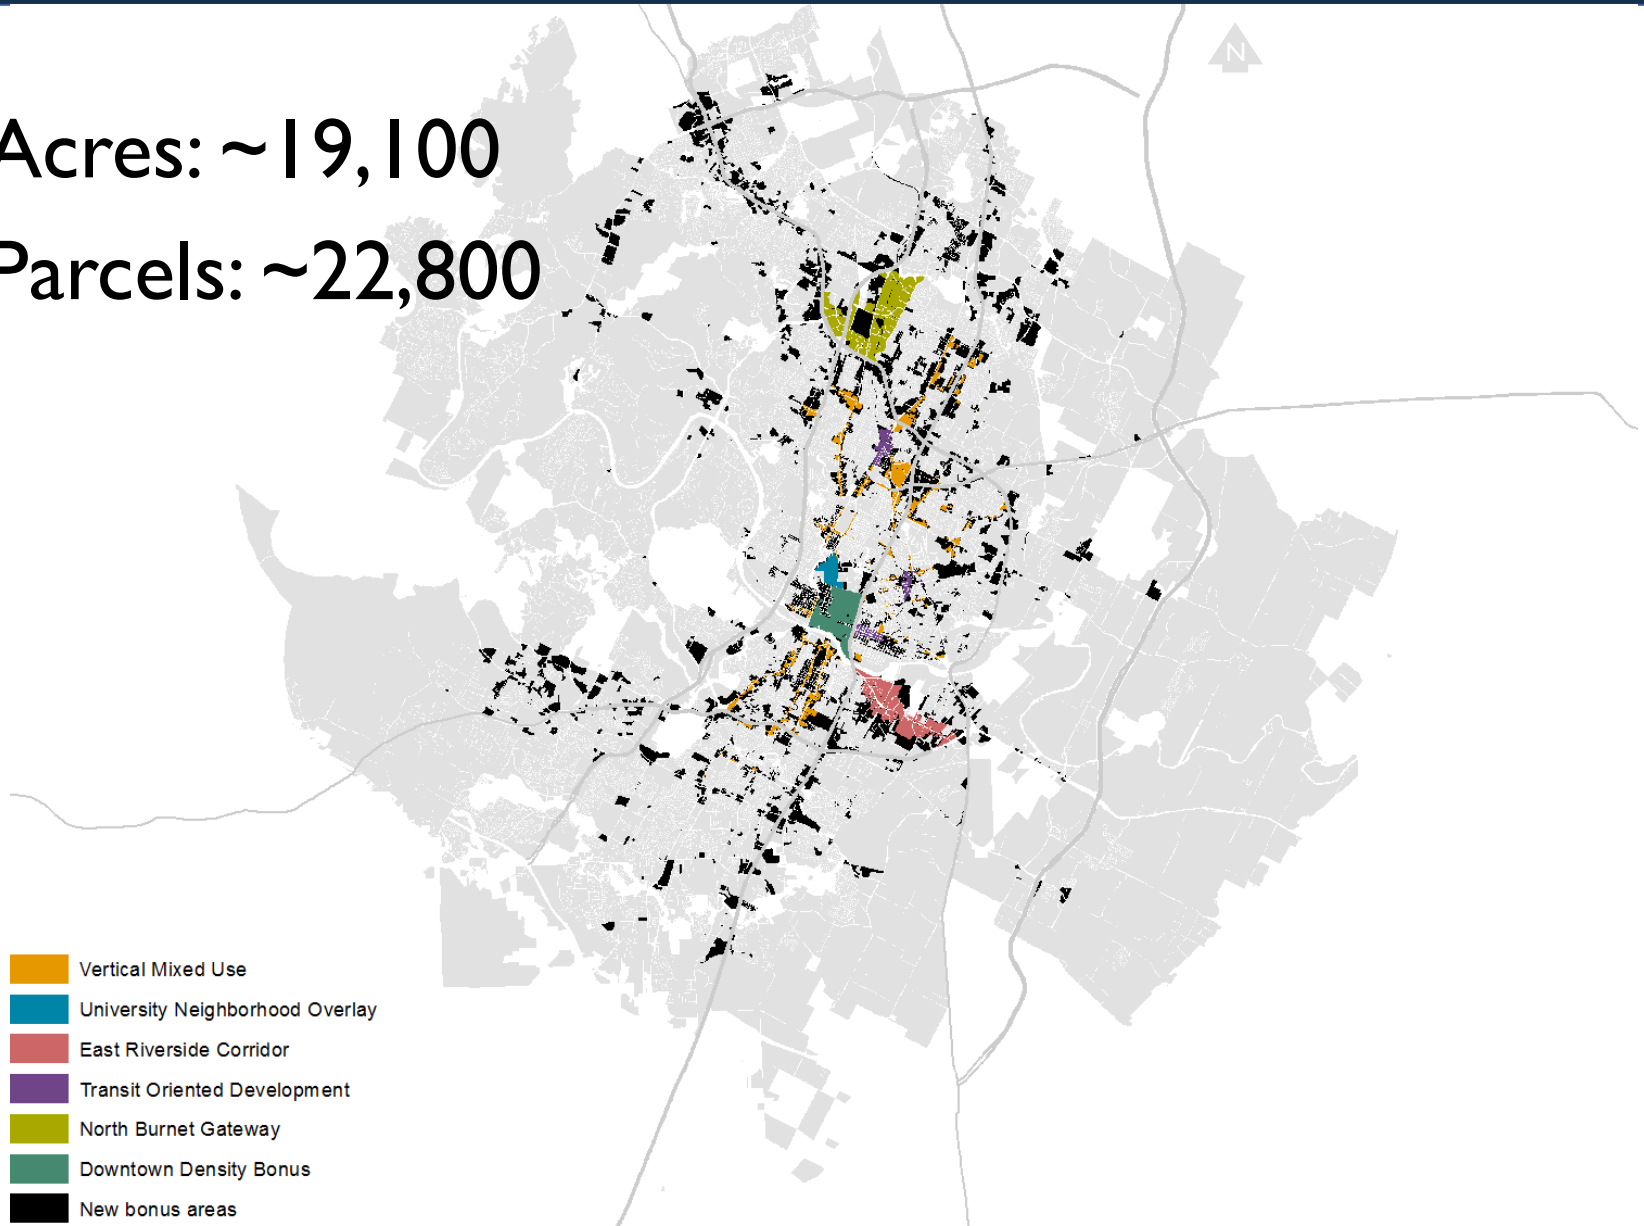 N
Acres: ~19,100
Parcels: ~22,800
Vertical Mixed Use
University Neighborhood Overlay
East Riverside Corridor
Transit Oriented Development
North Burnet Gateway
Downtown Density Bonus
New bonus areas